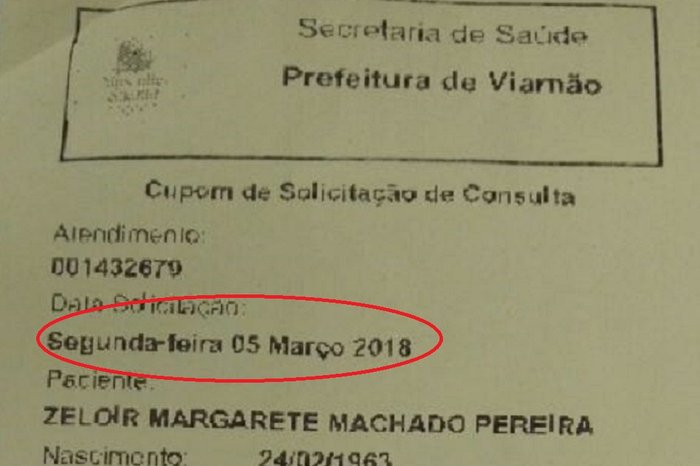 Secretaria de Saúde
Prefeitura de Viamão
Cupom de Solicitação de Consulta
Atendimento:
001432679
Data Solicitação:
Segunda-feira 05 Março 2018
Paciente:
ZELOIR MARGARETE MACHADO PEREIRA
Nascimento: 24/02/1963